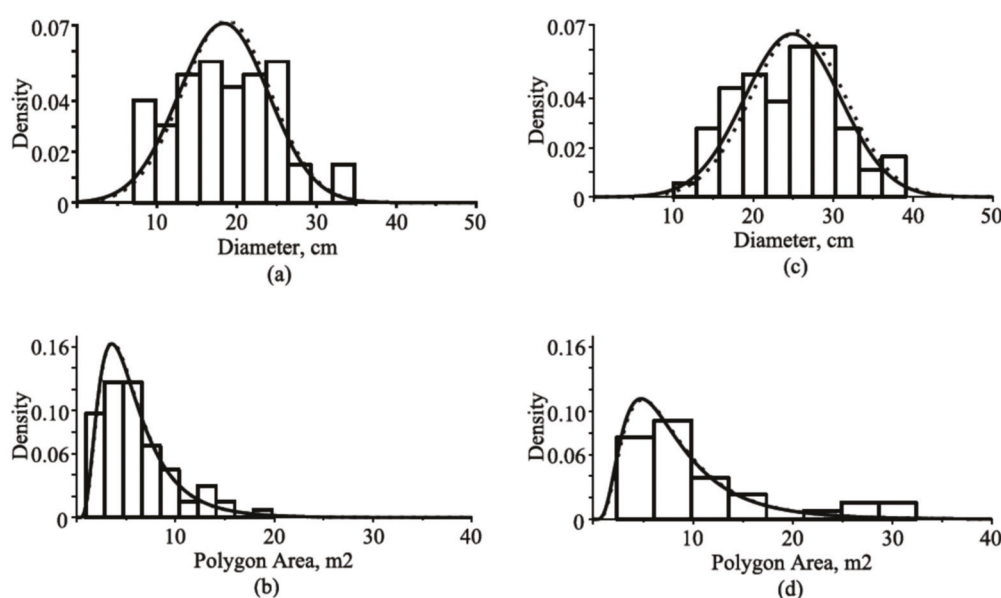 0.07
0.04
0.02
0
Density
10 20 30 40 50
Diameter, cm
(a)
0.07
0.04
0.02
0
Density
10 20 30 40 50
Diameter, cm
(c)
0.16
0.10
0.06
0
Density
10 20 30 40
Polygon Area, m2
(b)
0.16
0.10
0.06
0
Density
10 20 30 40
Polygon Area, m2
(d)